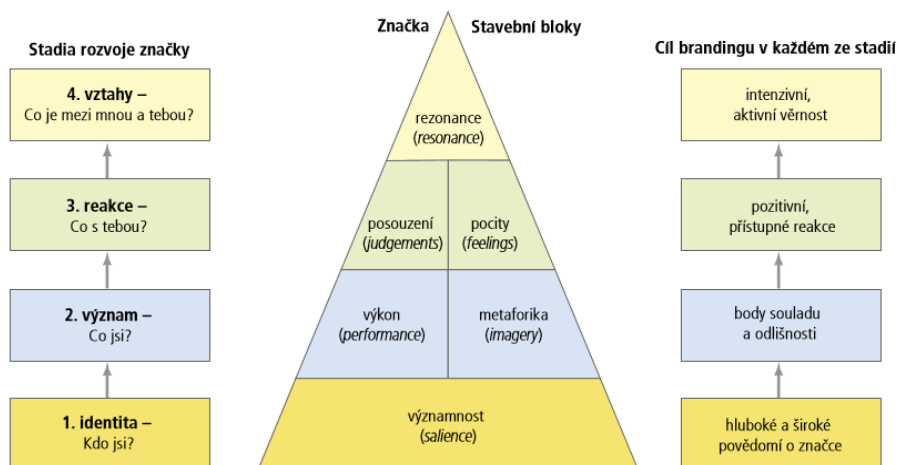 Značka
Stavební bloky
Stadia rozvoje značky
Cíl brandingu v každém ze stadií
4. vztahy –
Co je mezi mnou a tebou?
rezonance
(resonance)
intenzivní,
aktivní věrnost
3. reakce –
Co s tebou?
posouzení
(judgements)
pocity
(feelings)
pozitivní,
přístupné reakce
2. význam –
Co jsi?
výkon
(performance)
metaforika
(imagery)
body souladu
a odlišnosti
1. identita –
Kdo jsi?
významnost
(salience)
hluboké a široké
povědomí o značce